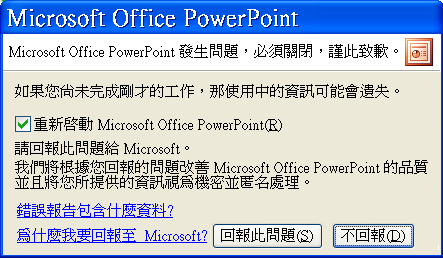 Microsoft Office PowerPoint
Microsoft Office PowerPoint 發生問題，必須關閉，謹此致歉。
如果您尚未完成剛才的工作，那使用中的資訊可能會遺失。
重新啓動 Microsoft Office PowerPoint(R)
請回報此問題給 Microsoft。
我們將根據您回報的問題改善 Microsoft Office PowerPoint 的品質
並且將您所提供的資訊視為機密並匿名處理。
錯誤報告包含什麼資料?
為什麼我要回報至 Microsoft?
回報此問題(S)
不回報(D)